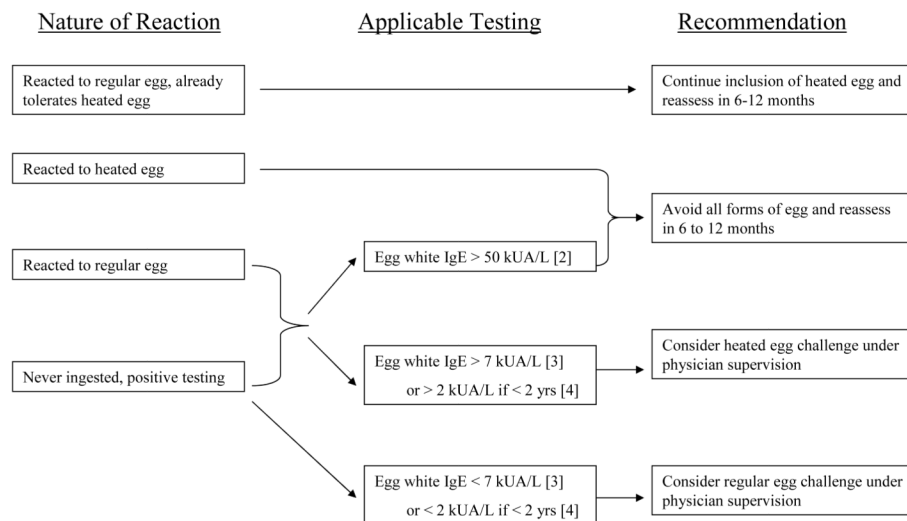 Nature of Reaction
Applicable Testing
Recommendation
Reacted to regular egg, already
tolerates heated egg
Continue inclusion of heated egg and
reassess in 6-12 months
Reacted to heated egg
Avoid all forms of egg and reassess
in 6 to 12 months
Reacted to regular egg
Egg white IgE > 50 kUA/L [2]
Never ingested, positive testing
Egg white IgE > 7 kUA/L [3]
or > 2 kUA/L if < 2 yrs [4]
Consider heated egg challenge under
physician supervision
Egg white IgE < 7 kUA/L [3]
or < 2 kUA/L if < 2 yrs [4]
Consider regular egg challenge under
physician supervision